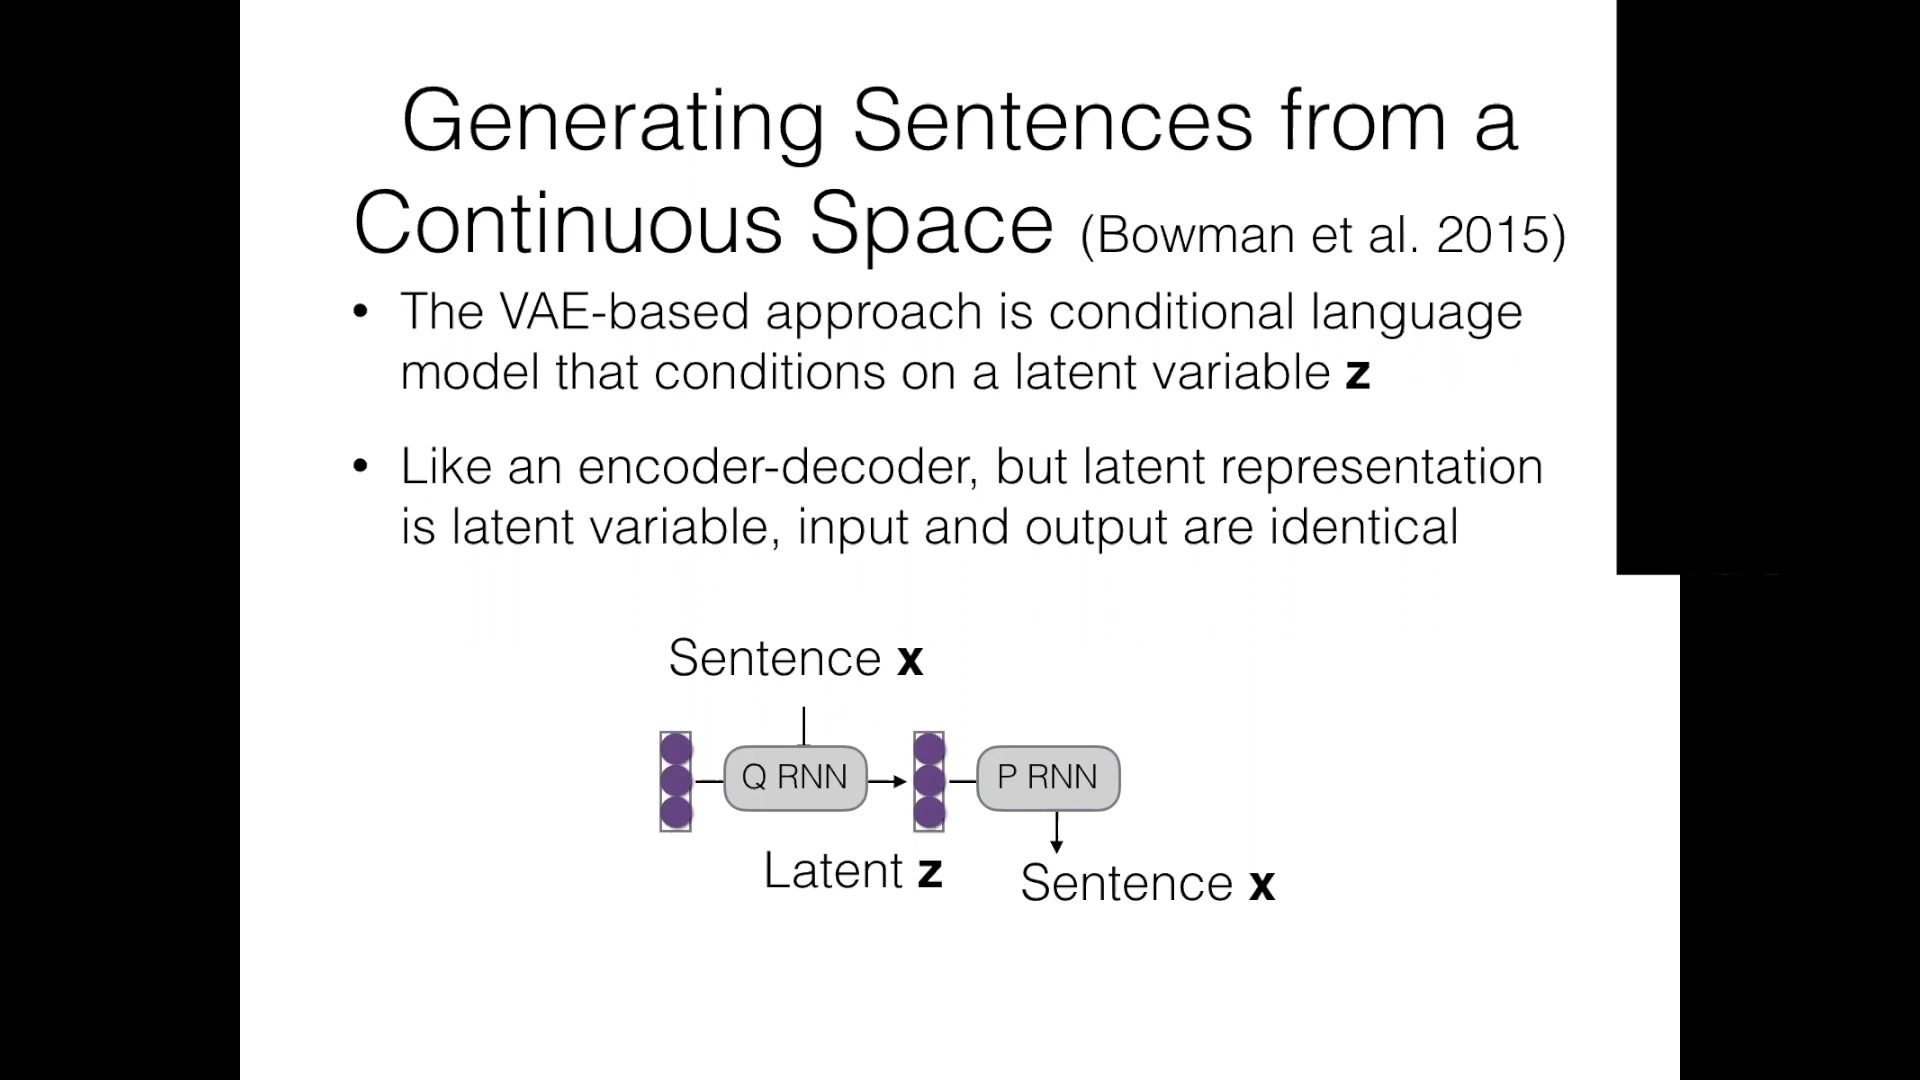 Generating Sentences from a
Continuous Space (Bowman et al. 2015)
• The VAE-based approach is conditional language
model that conditions on a latent variable z
• Like an encoder-decoder, but latent representation
is latent variable, input and output are identical
Sentence x
Q RNN
P RNN
Latent z
Sentence x